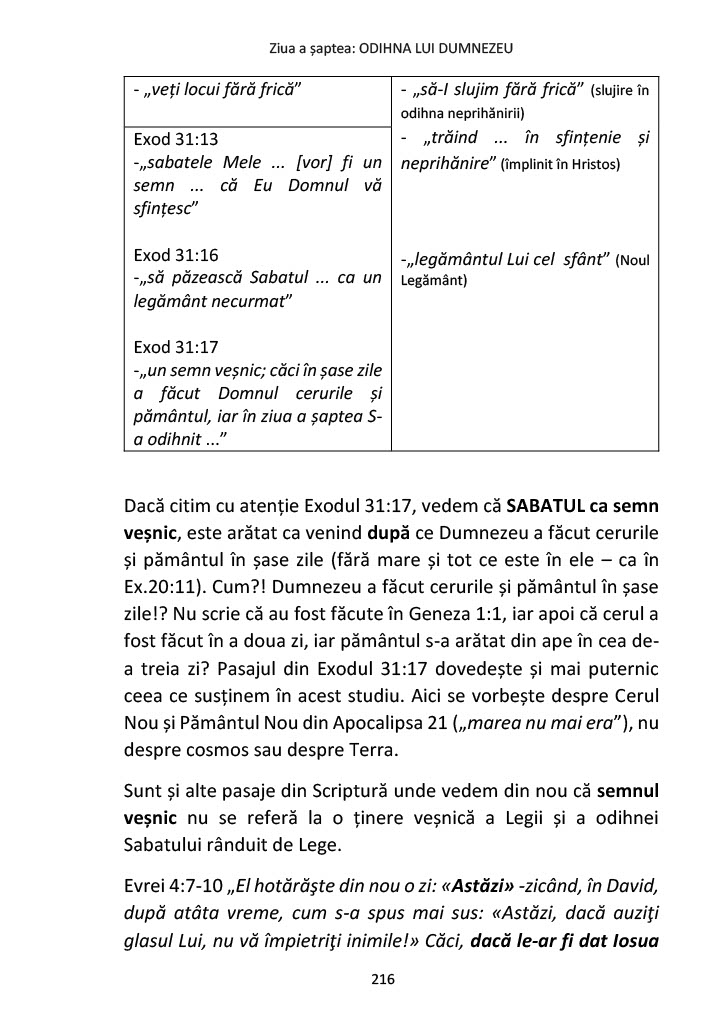 Ziua a șaptea: ODIHNA LUI DUMNEZEU
- „veți locui fără frică”
Exod 31:13
-„sabatele Mele ... [vor] fi un
semn ... că Eu Domnul vă
sfințesc”
Exod 31:16
-„să păzească Sabatul ... ca un
legământ necurmat”
Exod 31:17
-„un semn veșnic; căci în șase zile
a făcut Domnul cerurile și
pământul, iar în ziua a șaptea S-
a odihnit ...”
- „să-I slujim fără frică” (slujire în
odihna neprihănirii)
- „trăind ... în sfințenie și
neprihănire” (împlinit în Hristos)
-„legământul Lui cel sfânt” (Noul
Legământ)
Dacă citim cu atenție Exodul 31:17, vedem că SABATUL ca semn
veșnic, este arătat ca venind după ce Dumnezeu a făcut cerurile
și pământul în șase zile (fără mare și tot ce este în ele – ca în
Ex.20:11). Cum?! Dumnezeu a făcut cerurile și pământul în șase
zile!? Nu scrie că au fost făcute în Geneza 1:1, iar apoi că cerul a
fost făcut în a doua zi, iar pământul s-a arătat din ape în cea de-
a treia zi? Pasajul din Exodul 31:17 dovedește și mai puternic
ceea ce susținem în acest studiu. Aici se vorbește despre Cerul
Nou și Pământul Nou din Apocalipsa 21 („marea nu mai era”), nu
despre cosmos sau despre Terra.
Sunt și alte pasaje din Scriptură unde vedem din nou că semnul
veșnic nu se referă la o ținere veșnică a Legii și a odihnei
Sabatului rânduit de Lege.
Evrei 4:7-10 „El hotărăşte din nou o zi: «Astăzi» -zicând, în David,
după atâta vreme, cum s-a spus mai sus: «Astăzi, dacă auziţi
glasul Lui, nu vă împietriţi inimile!» Căci, dacă le-ar fi dat Iosua
216